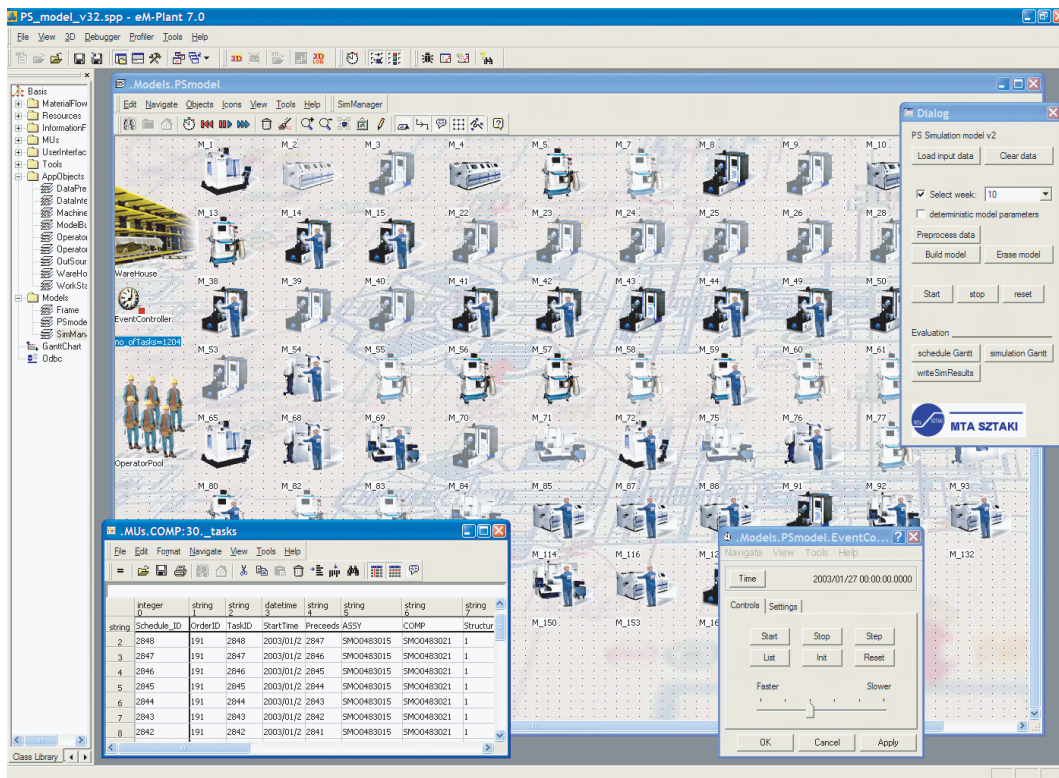 PS_model_v32.spp - eM-Plant 7.0
File View 3D Debugger Profiler Tools Help
Basis
MaterialFlow
Resources
InformationF
MUs
UserInterfac
Tools
AppObjects
DataPre
DataInte
Machine
ModelBu
Operator
Operator
OutSour
WareHo
WorkSta
Models
Frame
PSmode
SimMan
GanttChart
Odbc
Class Library
.Models.PSmodel
Edit Navigate Objects Icons View Tools Help SimManager
M_1 M_2 M_3 M_4 M_5 M_7 M_8 M_9 M_10
M_13 M_14 M_15 M_22 M_23 M_24 M_25 M_26 M_28
WareHouse
M_38 M_39 M_40 M_41 M_42 M_43 M_44 M_49 M_50
EventController
no_ofTasks=1204
M_53 M_54 M_55 M_56 M_57 M_58 M_59 M_60 M_61
M_65 M_68 M_69 M_70 M_71 M_72 M_75 M_76 M_77
OperatorPool
M_80 M_82 M_83 M_84 M_85 M_87 M_88 M_91 M_92 M_93
M_114 M_116 M_132
M_150 M_153
Dialog
PS Simulation model v2
Load input data Clear data
Select week: 10
deterministic model parameters
Preprocess data
Build model Erase model
Start stop reset
Evaluation
schedule Gantt simulation Gantt
writeSimResults
MTA SZTAKI
.MUs.COMP:30._tasks
File Edit Format Navigate View Tools Help
integer string string datetime string string string string
0 1 2 3 4 5 6 7
string Schedule_ID OrderID TaskID StartTime Preceeds ASSY COMP Structur
2 2848 191 2848 2003/01/2 2847 SMO0483015 SMO0483021 1
3 2847 191 2847 2003/01/2 2846 SMO0483015 SMO0483021 1
4 2846 191 2846 2003/01/2 2845 SMO0483015 SMO0483021 1
5 2845 191 2845 2003/01/2 2844 SMO0483015 SMO0483021 1
6 2844 191 2844 2003/01/2 2843 SMO0483015 SMO0483021 1
7 2843 191 2843 2003/01/2 2842 SMO0483015 SMO0483021 1
8 2842 191 2842 2003/01/2 2841 SMO0483015 SMO0483021 1
.Models.PSmodel.EventCo...
Navigate View Tools Help
Time 2003/01/27 00:00:00.0000
Controls Settings
Start Stop Step
List Init Reset
Faster Slower
OK Cancel Apply